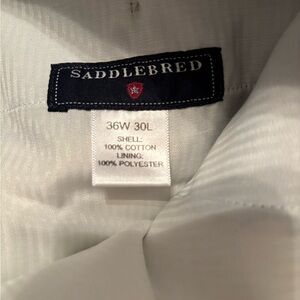 SADDLEBRED
36W 30L
SHELL:
100% COTTON
LINING:
100% POLYESTER